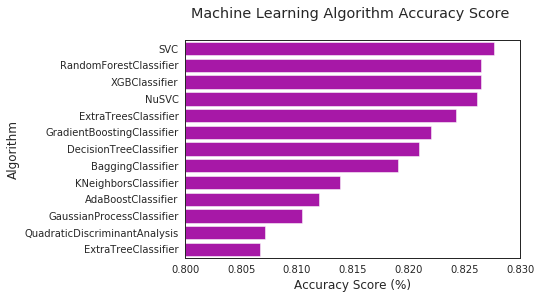 Machine Learning Algorithm Accuracy Score
SVC
RandomForestClassifier
XGBClassifier
NuSVC
ExtraTreesClassifier
GradientBoostingClassifier
DecisionTreeClassifier
BaggingClassifier
KNeighborsClassifier
AdaBoostClassifier
GaussianProcessClassifier
QuadraticDiscriminantAnalysis
ExtraTreeClassifier
Algorithm
0.800 0.805 0.810 0.815 0.820 0.825 0.830
Accuracy Score (%)